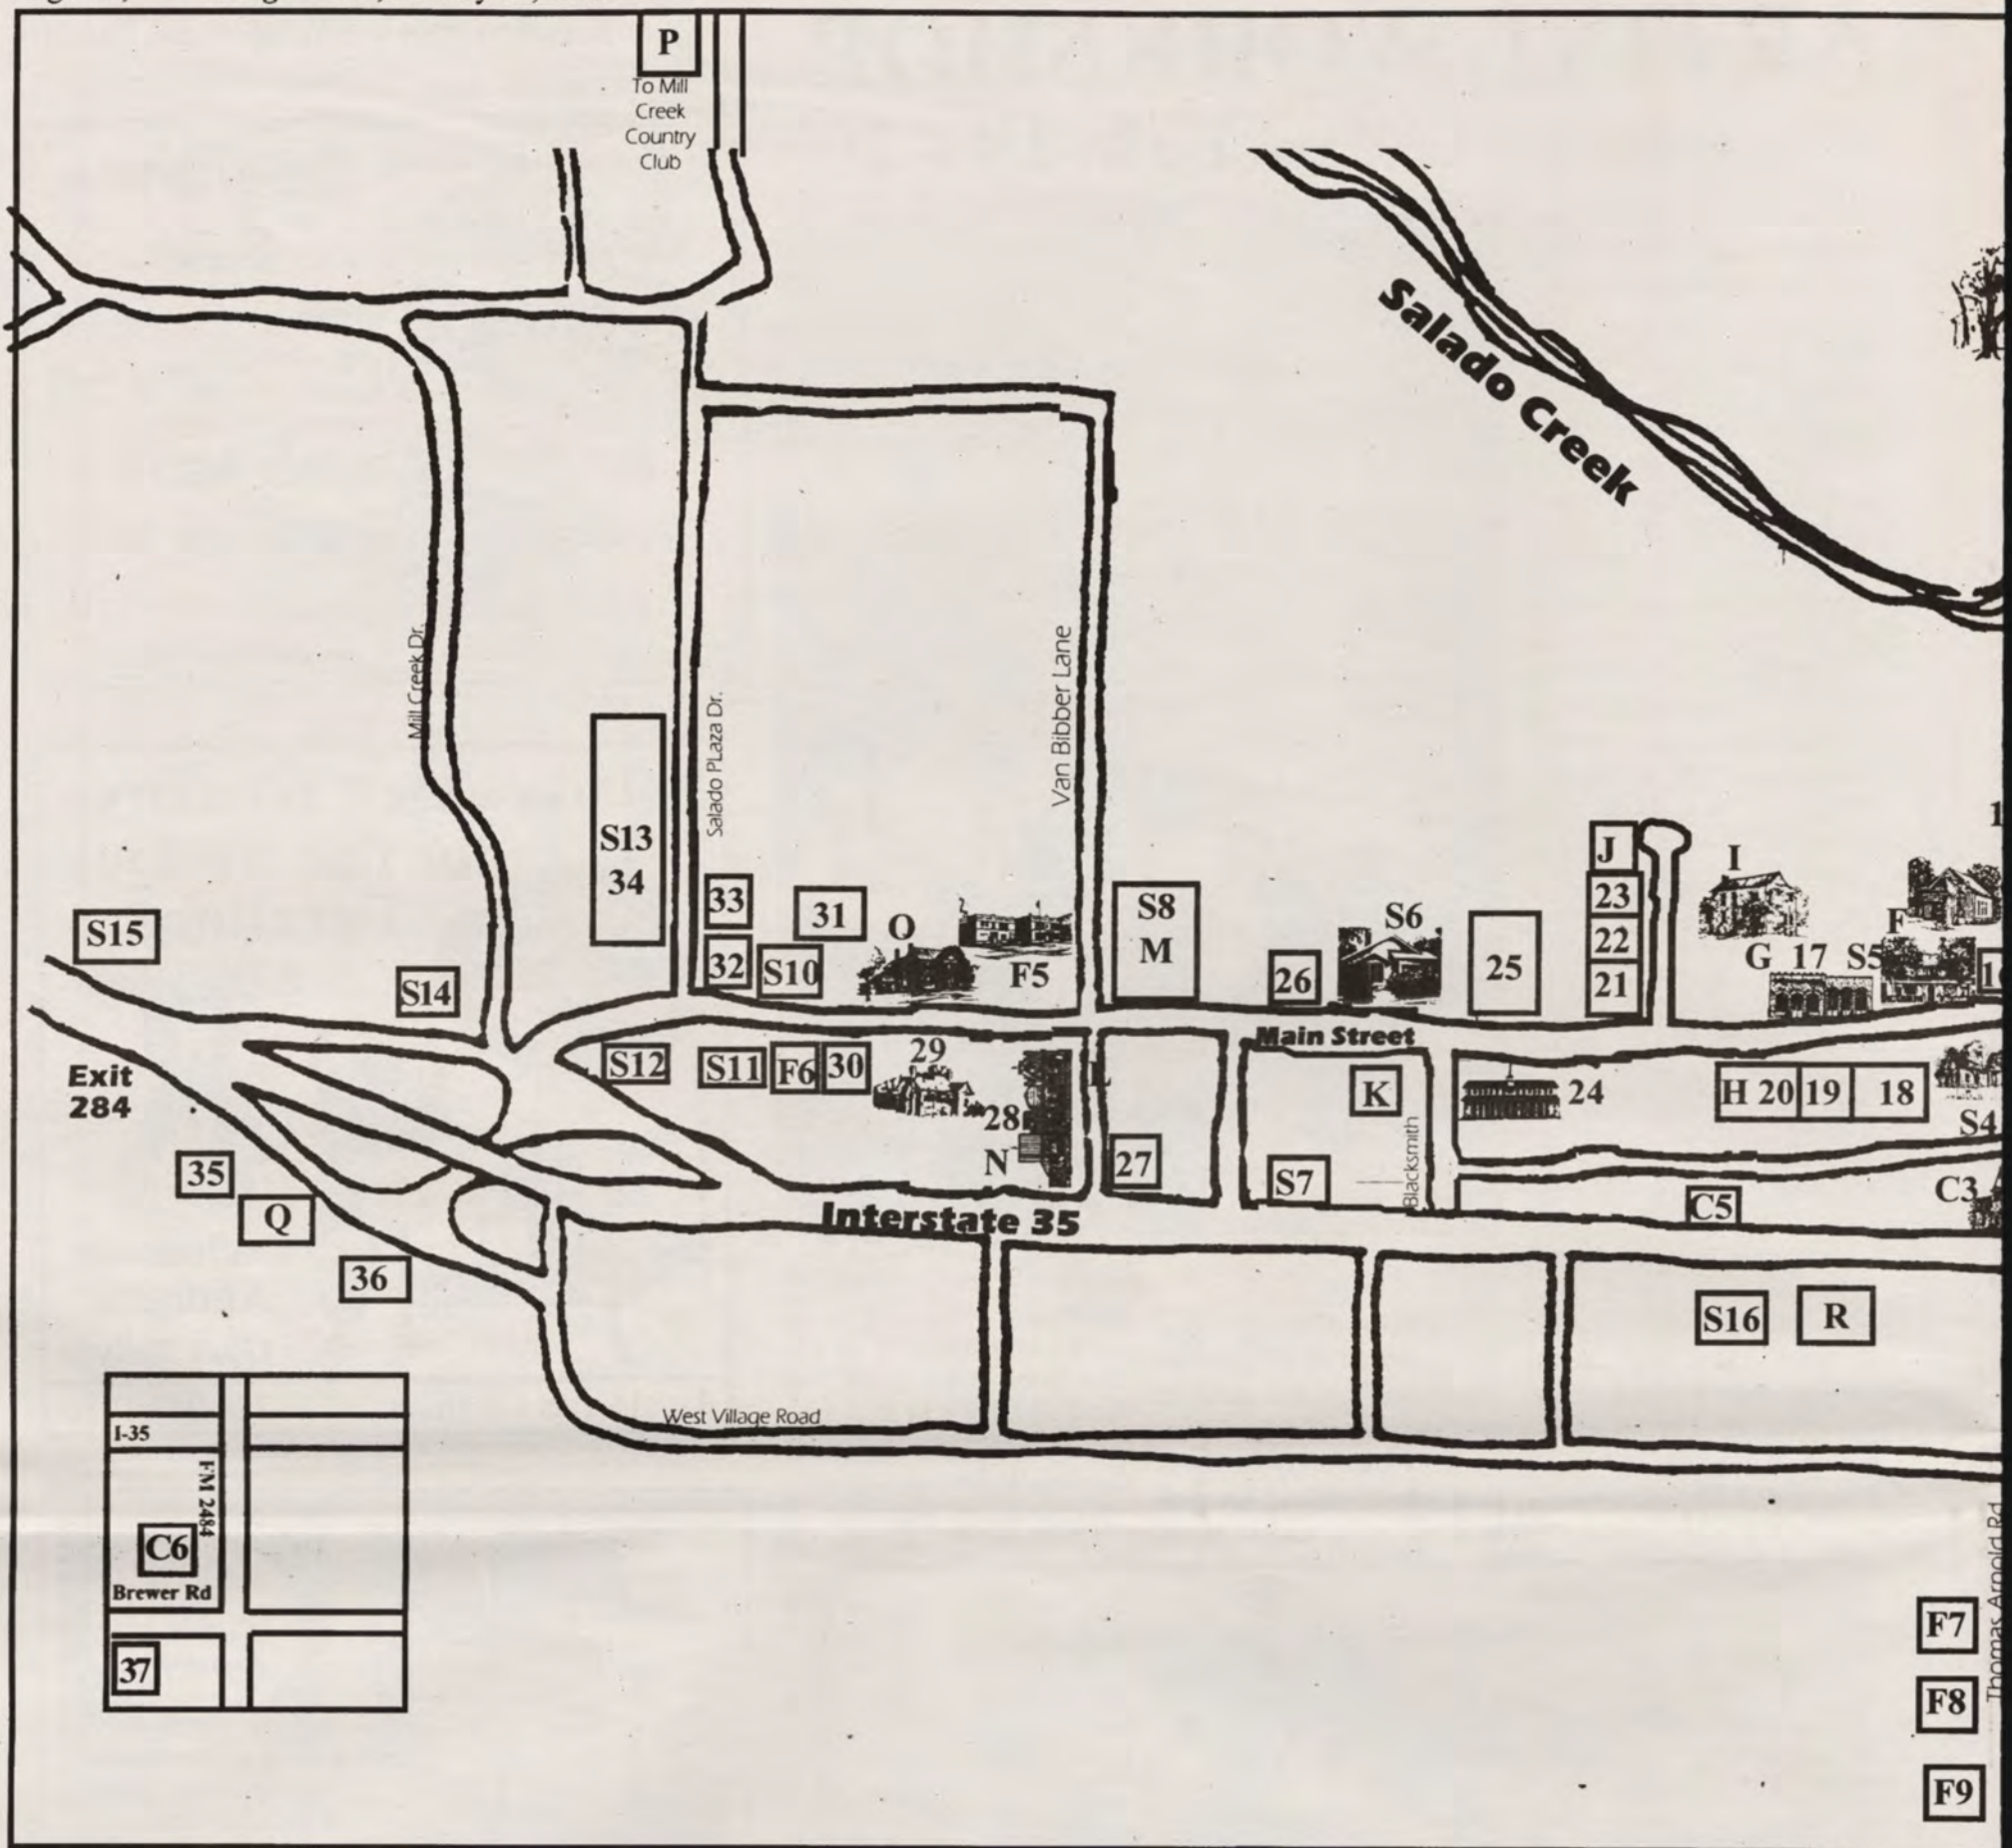 P
To Mill
Creek
Country
Club
Salado Creek
Mill Creek Dr.
Salado PLaza Dr.
Van Bibber Lane
S13
34
33
31
32
S10
O
F5
S8
M
26
S6
25
J
23
22
21
I
G 17 S5
F
S15
S14
Main Street
Exit
284
S12
S11
F6
30
29
28
N
L
27
K
S7
Blacksmith
24
H 20
19
18
S4
C3
C5
35
Q
36
Interstate 35
S16
R
West Village Road
I-35
FM 2484
C6
Brewer Rd
37
Thomas Arnold Rd
F7
F8
F9